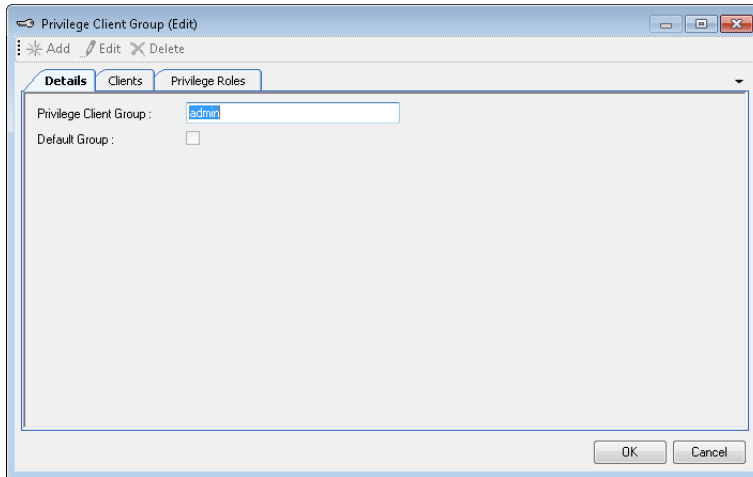 Privilege Client Group (Edit)
Add Edit Delete
Details Clients Privilege Roles
Privilege Client Group : admin
Default Group :
OK Cancel